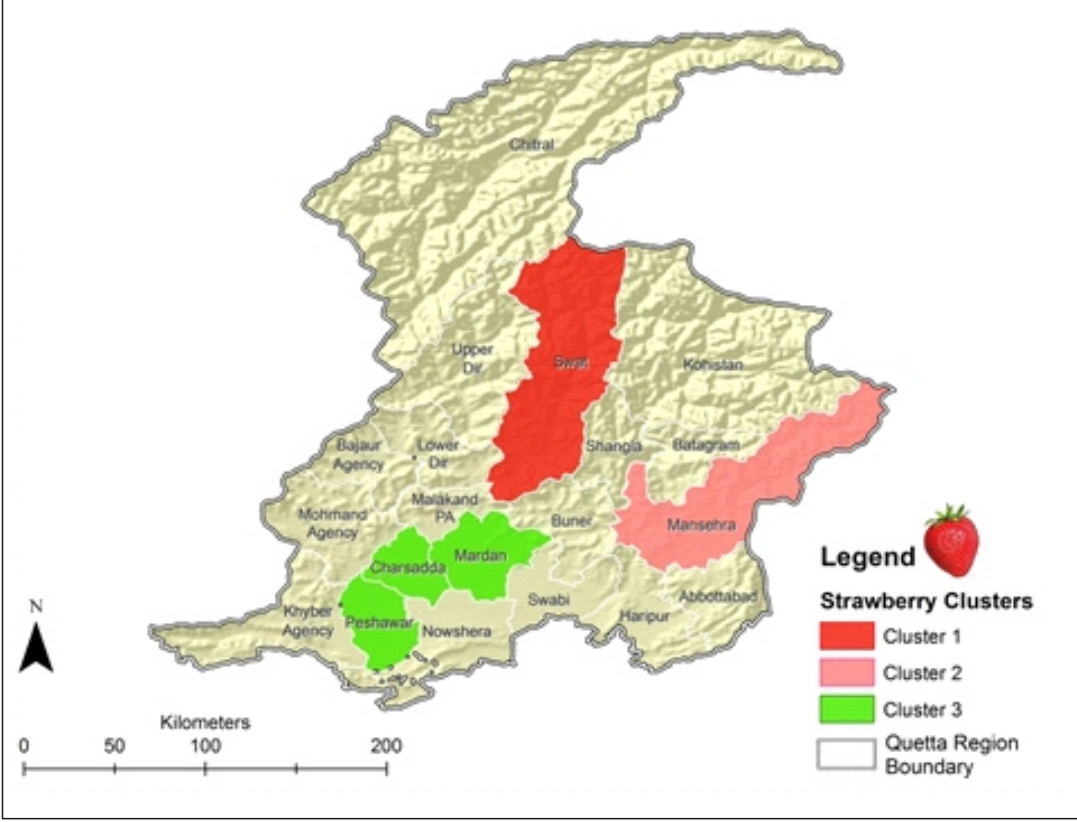 Chitral
Upper
Dir
Swat
Kohistan
Bajaur
Agency
Lower
Dir
Shangla
Batagram
Malakand
PA
Mohmand
Agency
Buner
Mansehra
Mardan
Charsadda
Khyber
Agency
Peshawar
Nowshera
Swabi
Haripur
Abbottabad
N
Kilometers
0 50 100 200
Legend
Strawberry Clusters
Cluster 1
Cluster 2
Cluster 3
Quetta Region
Boundary